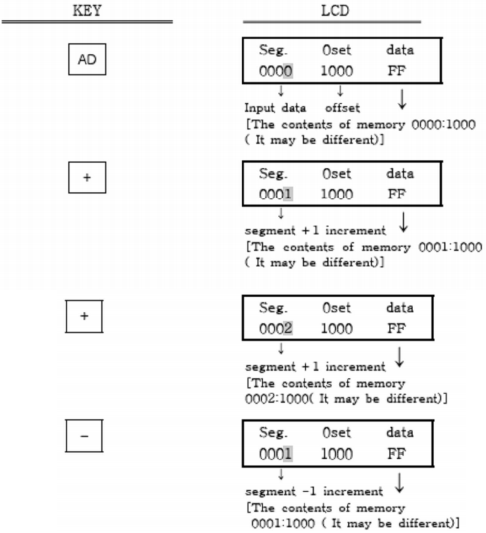 KEY LCD
AD
Seg. Oset data
0000 1000 FF
↓ ↓ ↓
Input data offset
[The contents of memory 0000:1000
( It may be different)]
+
Seg. Oset data
0001 1000 FF
↓ ↓
segment +1 increment
[The contents of memory 0001:1000
( It may be different)]
+
Seg. Oset data
0002 1000 FF
↓ ↓
segment +1 increment
[The contents of memory
0002:1000( It may be different)]
-
Seg. Oset data
0001 1000 FF
↓ ↓
segment -1 increment
[The contents of memory
0001:1000 ( It may be different)]